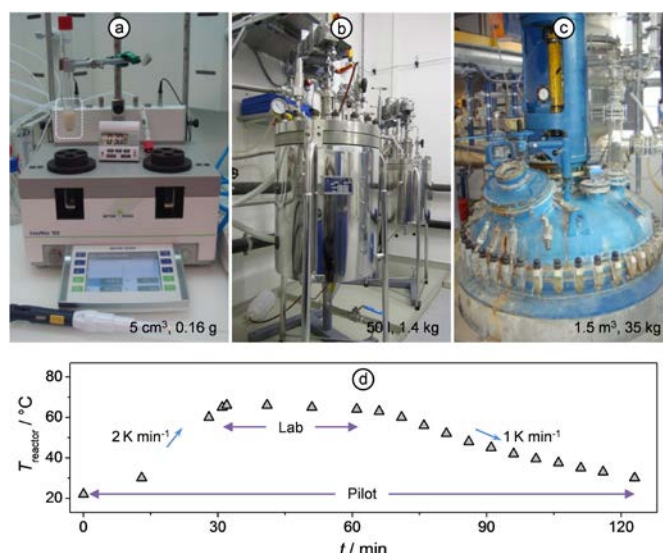 a
b
c
5 cm³, 0.16 g
50 l, 1.4 kg
1.5 m³, 35 kg
d
80
60
40
20
T reactor / °C
2 K min⁻¹
1 K min⁻¹
Lab
Pilot
0
30
60
90
120
t / min